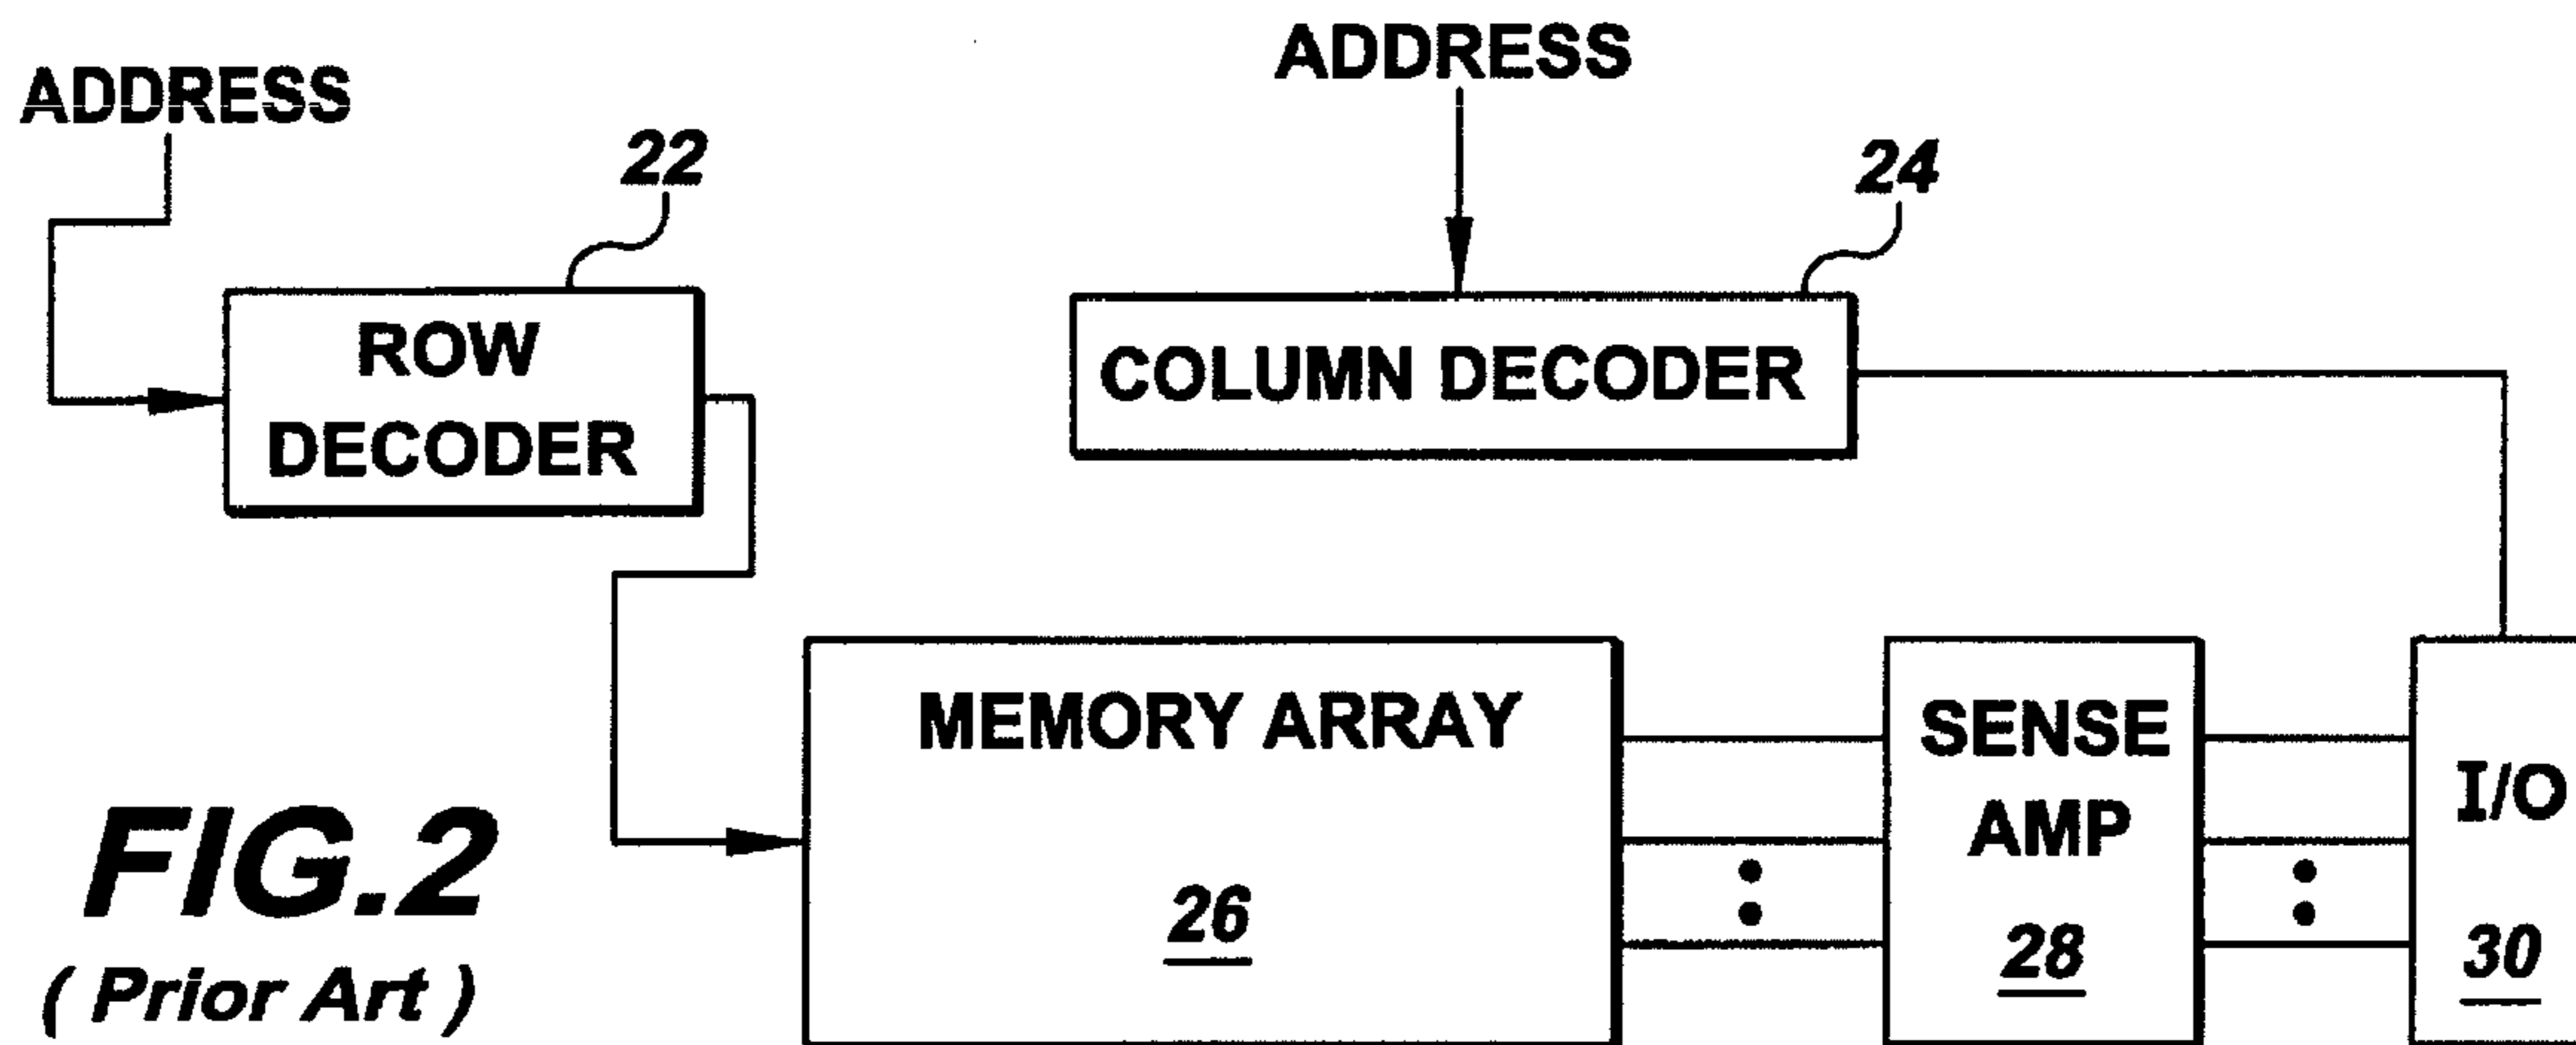 ADDRESS
ADDRESS
22
24
ROW
DECODER
COLUMN DECODER
MEMORY ARRAY
26
SENSE
AMP
28
I/O
30
FIG.2
( Prior Art )